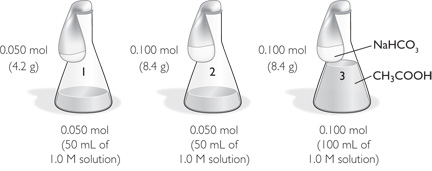 0.050 mol
(4.2 g)
1
0.050 mol
(50 mL of
1.0 M solution)
0.100 mol
(8.4 g)
2
0.050 mol
(50 mL of
1.0 M solution)
0.100 mol
(8.4 g)
NaHCO₃
3
CH₃COOH
0.100 mol
(100 mL of
1.0 M solution)